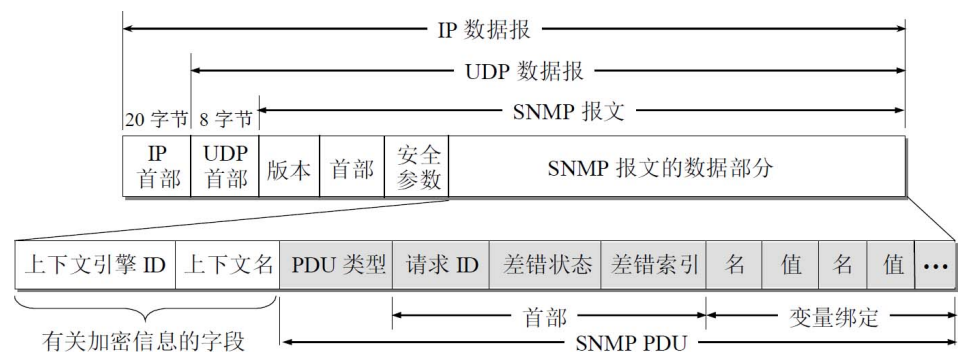 IP 数据报
UDP 数据报
SNMP 报文
20 字节 8 字节
IP 首部 UDP 首部 版本 首部 安全参数 SNMP 报文的数据部分
上下文引擎 ID 上下文名 PDU 类型 请求 ID 差错状态 差错索引 名 值 名 值 •••
首部 变量绑定
有关加密信息的字段 SNMP PDU